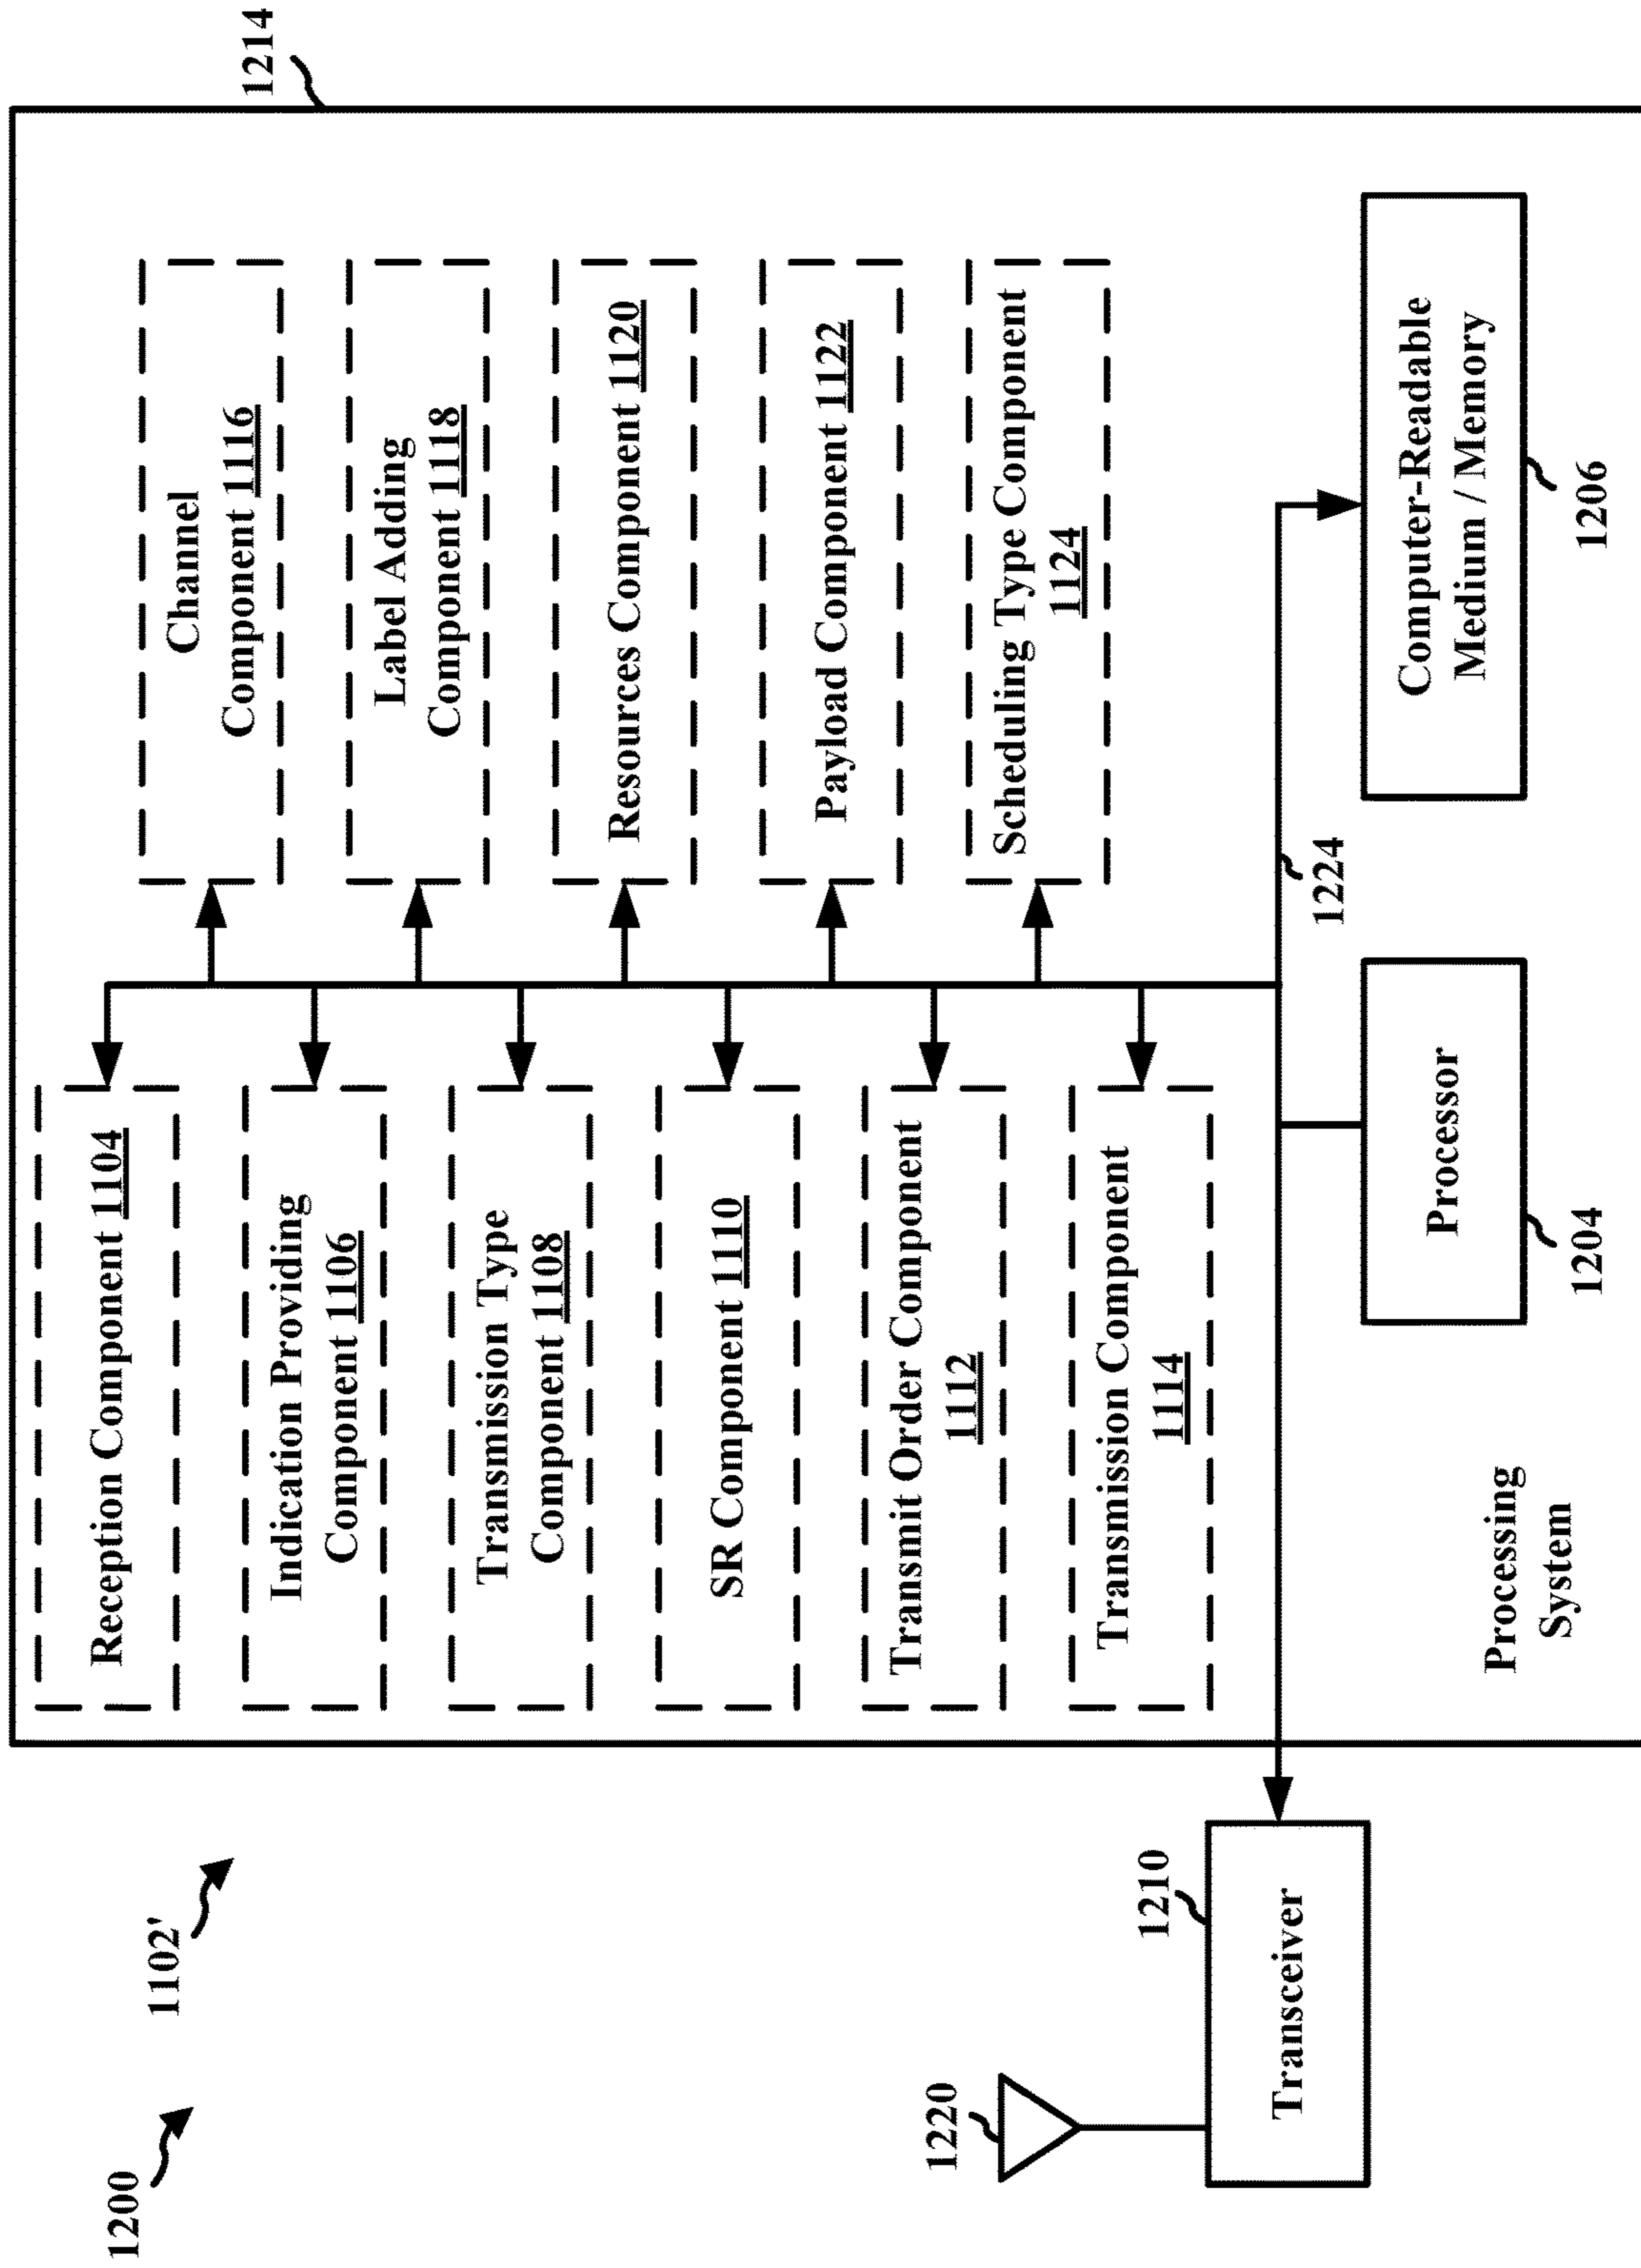 1200
1102'
1214
Reception Component 1104
Indication Providing
Component 1106
Transmission Type
Component 1108
SR Component 1110
Transmit Order Component
1112
Transmission Component
1114
Channel
Component 1116
Label Adding
Component 1118
Resources Component 1120
Payload Component 1122
Scheduling Type Component
1124
1220
1210
Transceiver
1224
Processor
1204
Computer-Readable
Medium / Memory
1206
Processing
System